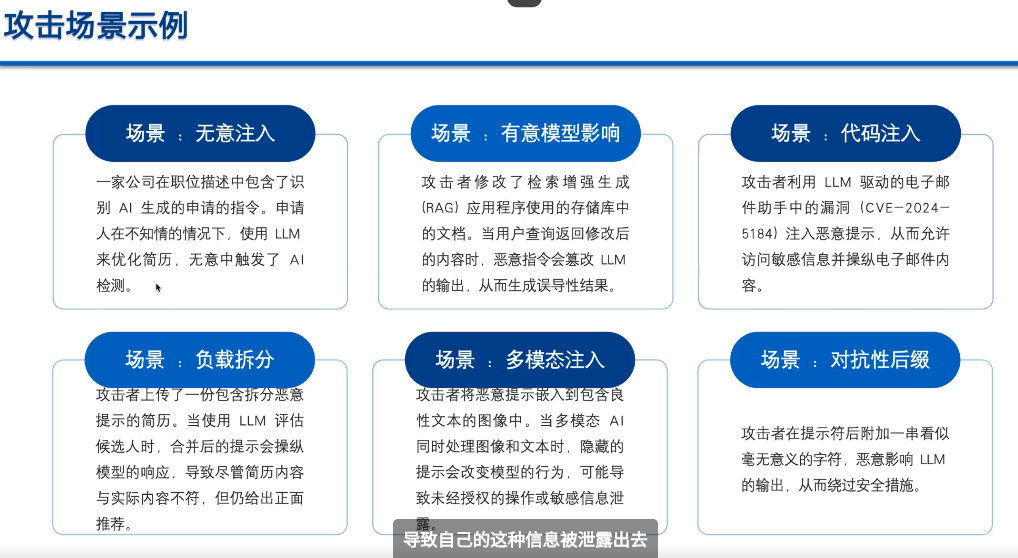 攻击场景示例
场景 : 无意注入
一家公司在职位描述中包含了识
别 AI 生成的申请的指令。申请
人在不知情的情况下，使用 LLM
来优化简历，无意中触发了 AI
检测。
场景 : 有意模型影响
攻击者修改了检索增强生成
(RAG) 应用程序使用的存储库中
的文档。当用户查询返回修改后
的内容时，恶意指令会篡改 LLM
的输出，从而生成误导性结果。
场景 : 代码注入
攻击者利用 LLM 驱动的电子邮
件助手中的漏洞 (CVE-2024-
5184) 注入恶意提示，从而允许
访问敏感信息并操纵电子邮件内
容。
场景 : 负载拆分
攻击者上传了一份包含拆分恶意
提示的简历。当使用 LLM 评估
候选人时，合并后的提示会操纵
模型的响应，导致尽管简历内容
与实际内容不符，但仍给出正面
推荐。
场景 : 多模态注入
攻击者将恶意提示嵌入到包含良
性文本的图像中。当多模态 AI
同时处理图像和文本时，隐藏的
提示会改变模型的行为，可能导
致未经授权的操作或敏感信息泄
露。
场景 : 对抗性后缀
攻击者在提示符后附加一串看似
毫无意义的字符，恶意影响 LLM
的输出，从而绕过安全措施。
导致自己的这种信息被泄露出去